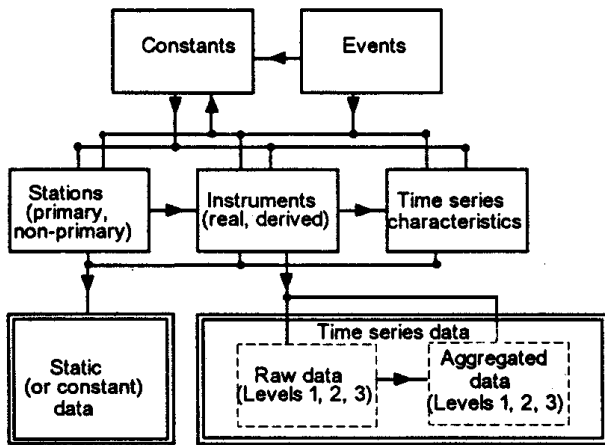 Constants
Events
Stations
(primary,
non-primary)
Instruments
(real, derived)
Time series
characteristics
Static
(or constant)
data
Time series data
Raw data
(Levels 1, 2, 3)
Aggregated
data
(Levels 1, 2, 3)